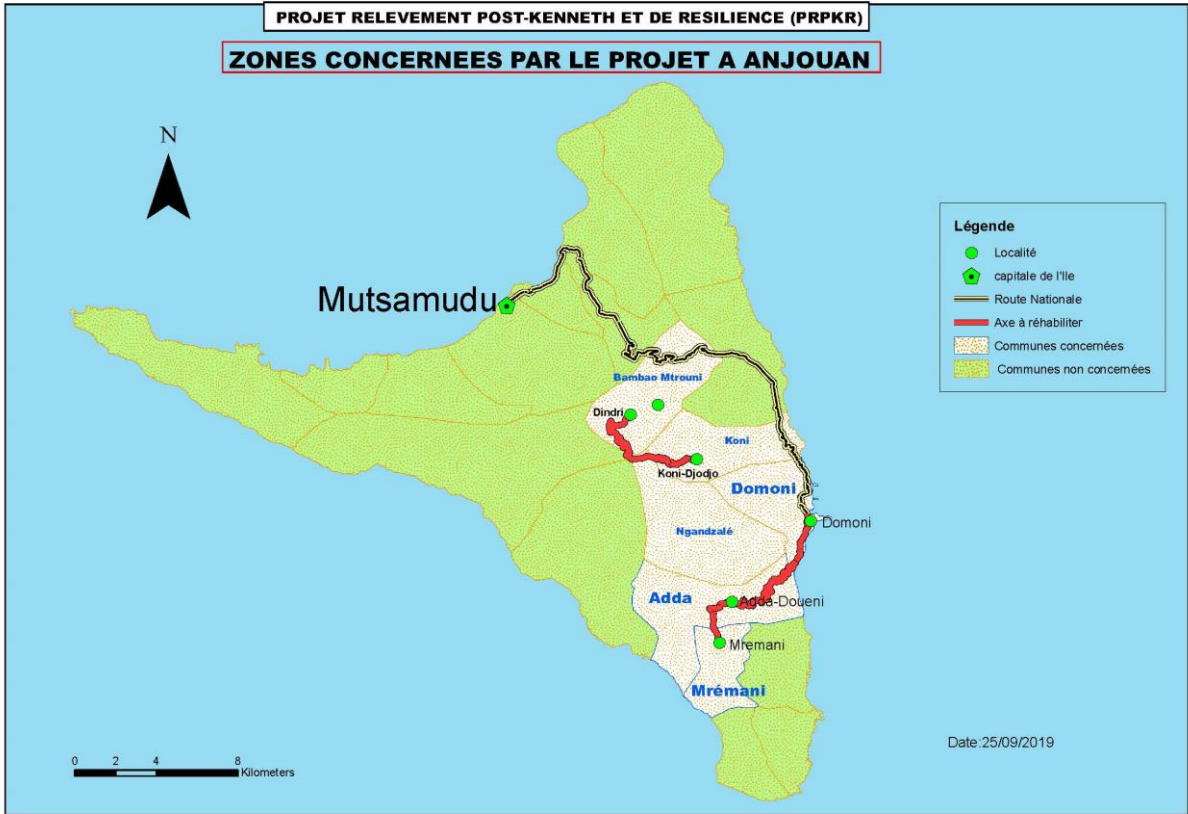 PROJET RELEVEMENT POST-KENNETH ET DE RESILIENCE (PRPKR)
ZONES CONCERNEES PAR LE PROJET A ANJOUAN
N
Légende
Localité
capitale de l'Ile
Route Nationale
Axe à réhabiliter
Communes concernées
Communes non concernées
Mutsamudu
Bambao Mtrouni
Dindri
Koni
Koni-Djodjo
Domoni
Domoni
Ngandzalé
Adda
Agda-Doueni
Mremani
Mrémani
Date:25/09/2019
0 2 4 8
Kilometers